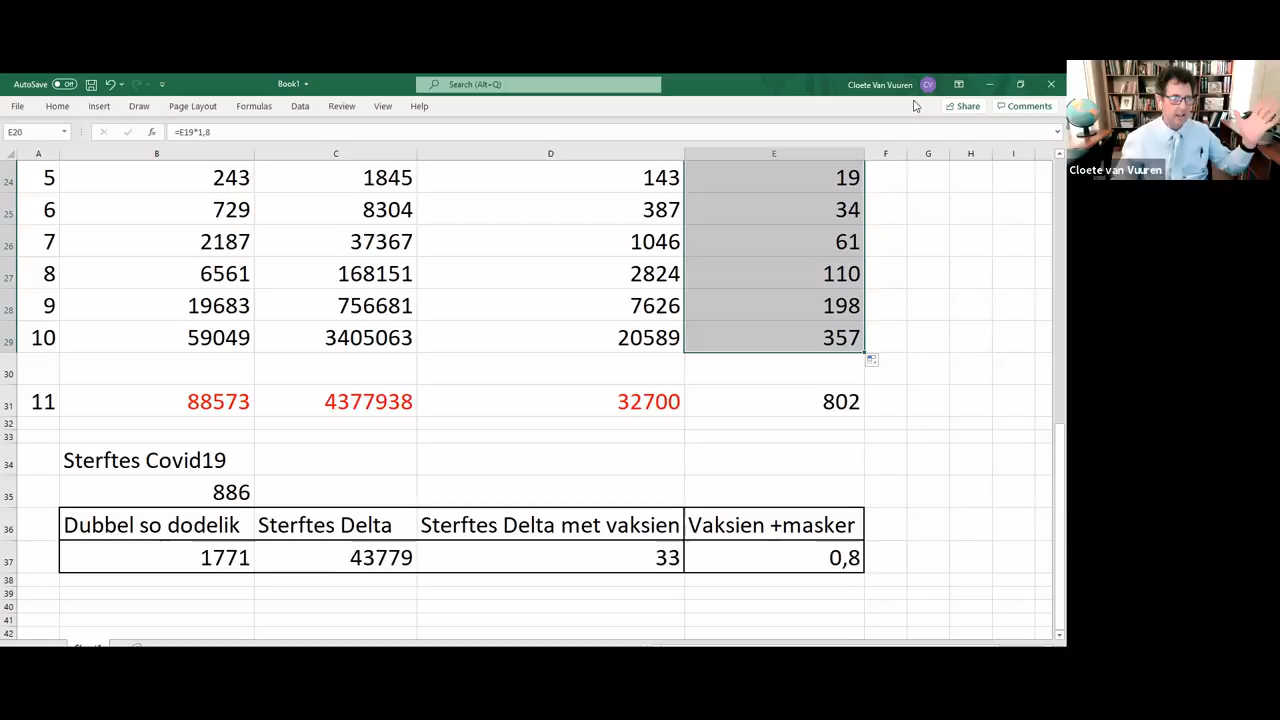 AutoSave Off Book1 Search (Alt+Q) Cloete Van Vuuren CV
File Home Insert Draw Page Layout Formulas Data Review View Help Share Comments
E20 fx =E19*1,8
A B C D E F G H I
24 5 243 1845 143 19
25 6 729 8304 387 34
26 7 2187 37367 1046 61
27 8 6561 168151 2824 110
28 9 19683 756681 7626 198
29 10 59049 3405063 20589 357
30
31 11 88573 4377938 32700 802
32
33
34 Sterftes Covid19
35 886
36 Dubbel so dodelik Sterftes Delta Sterftes Delta met vaksien Vaksien +masker
37 1771 43779 33 0,8
38
39
40
41
42
Cloete van Vuuren